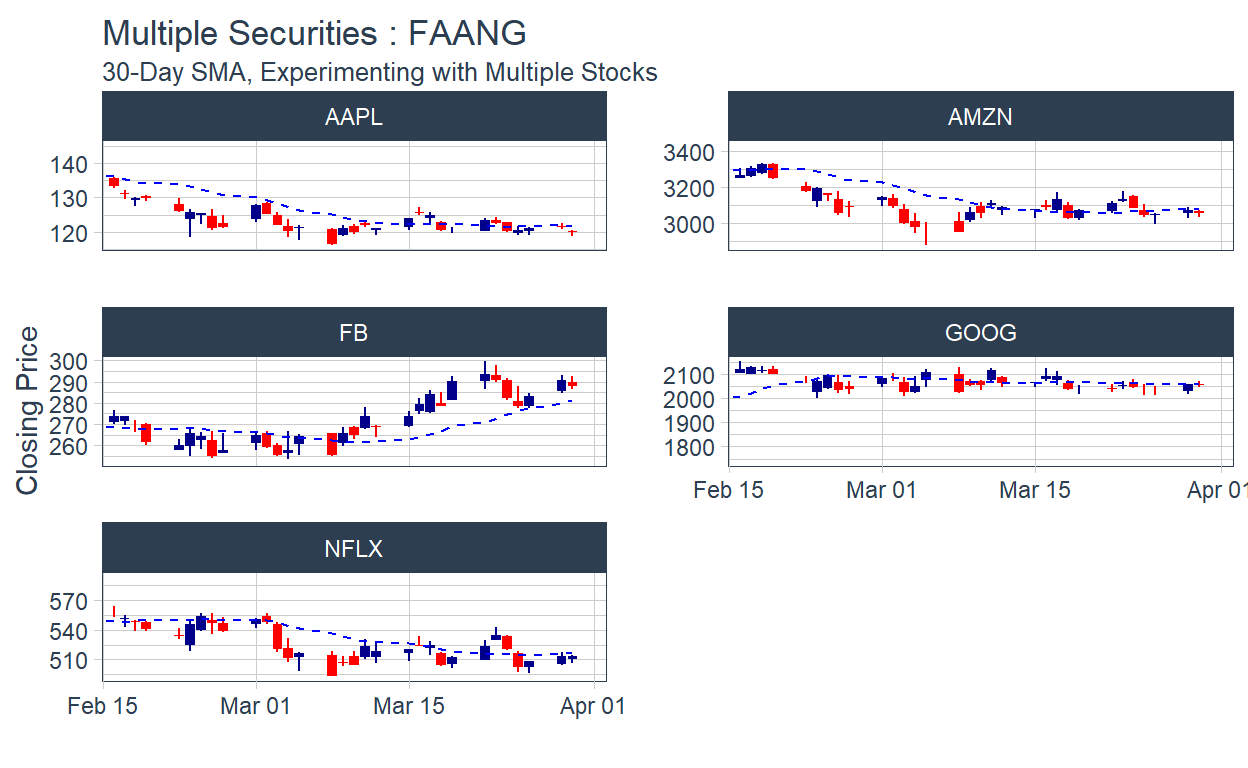 Multiple Securities : FAANG
30-Day SMA, Experimenting with Multiple Stocks
Closing Price
AAPL
140
130
120
AMZN
3400
3200
3000
FB
300
290
280
270
260
GOOG
2100
2000
1900
1800
Feb 15 Mar 01 Mar 15 Apr 01
NFLX
570
540
510
Feb 15 Mar 01 Mar 15 Apr 01